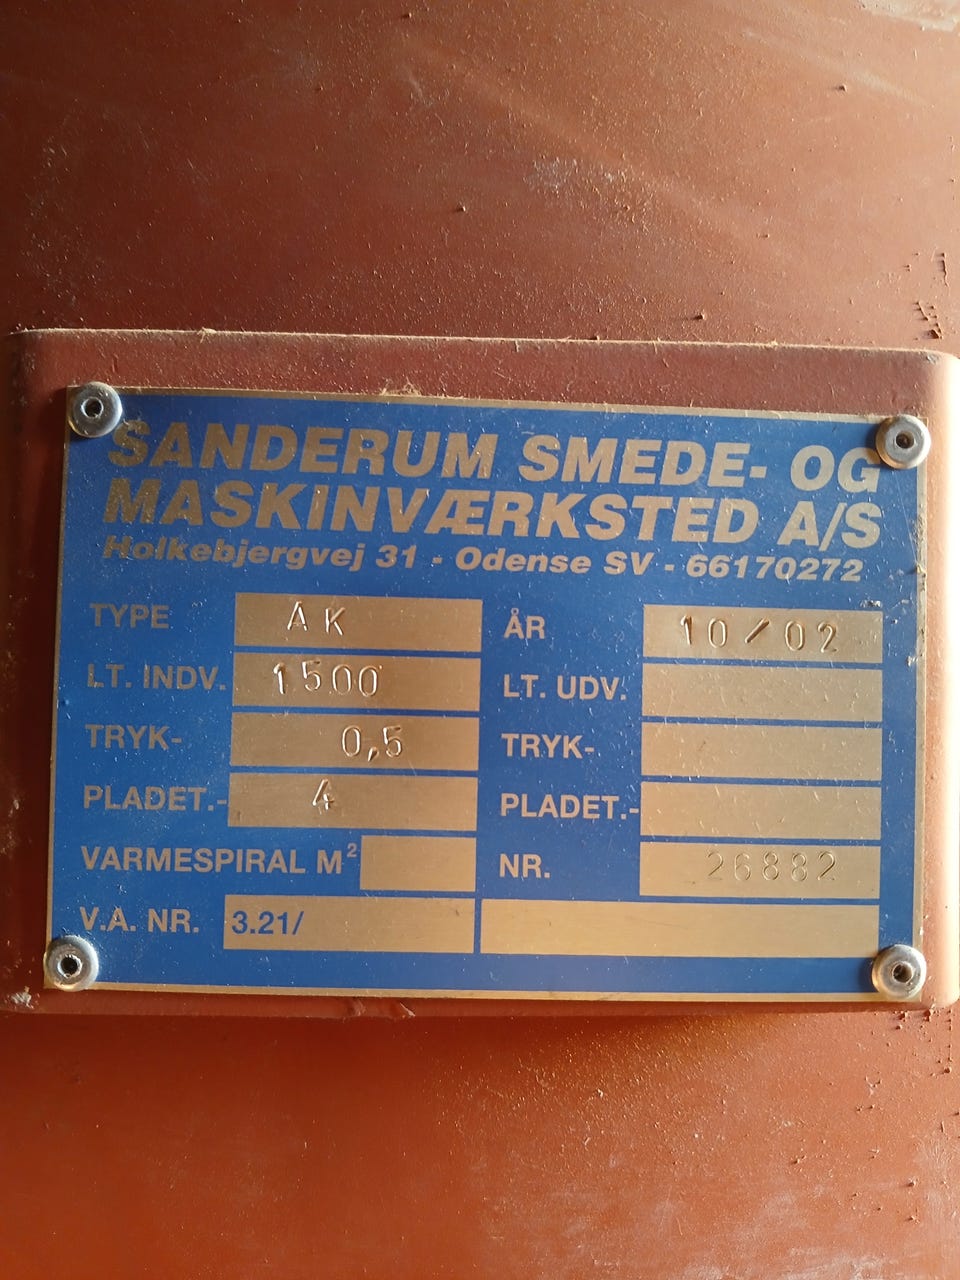 SANDERUM SMEDE- OG
MASKINVÆRKSTED A/S
Holkebjergvej 31 - Odense SV - 66170272
TYPE AK ÅR 10/02
LT. INDV. 1500 LT. UDV.
TRYK- 0,5 TRYK-
PLADET.- 4 PLADET.-
VARMESPIRAL M² NR. 26882
V.A. NR. 3.21/